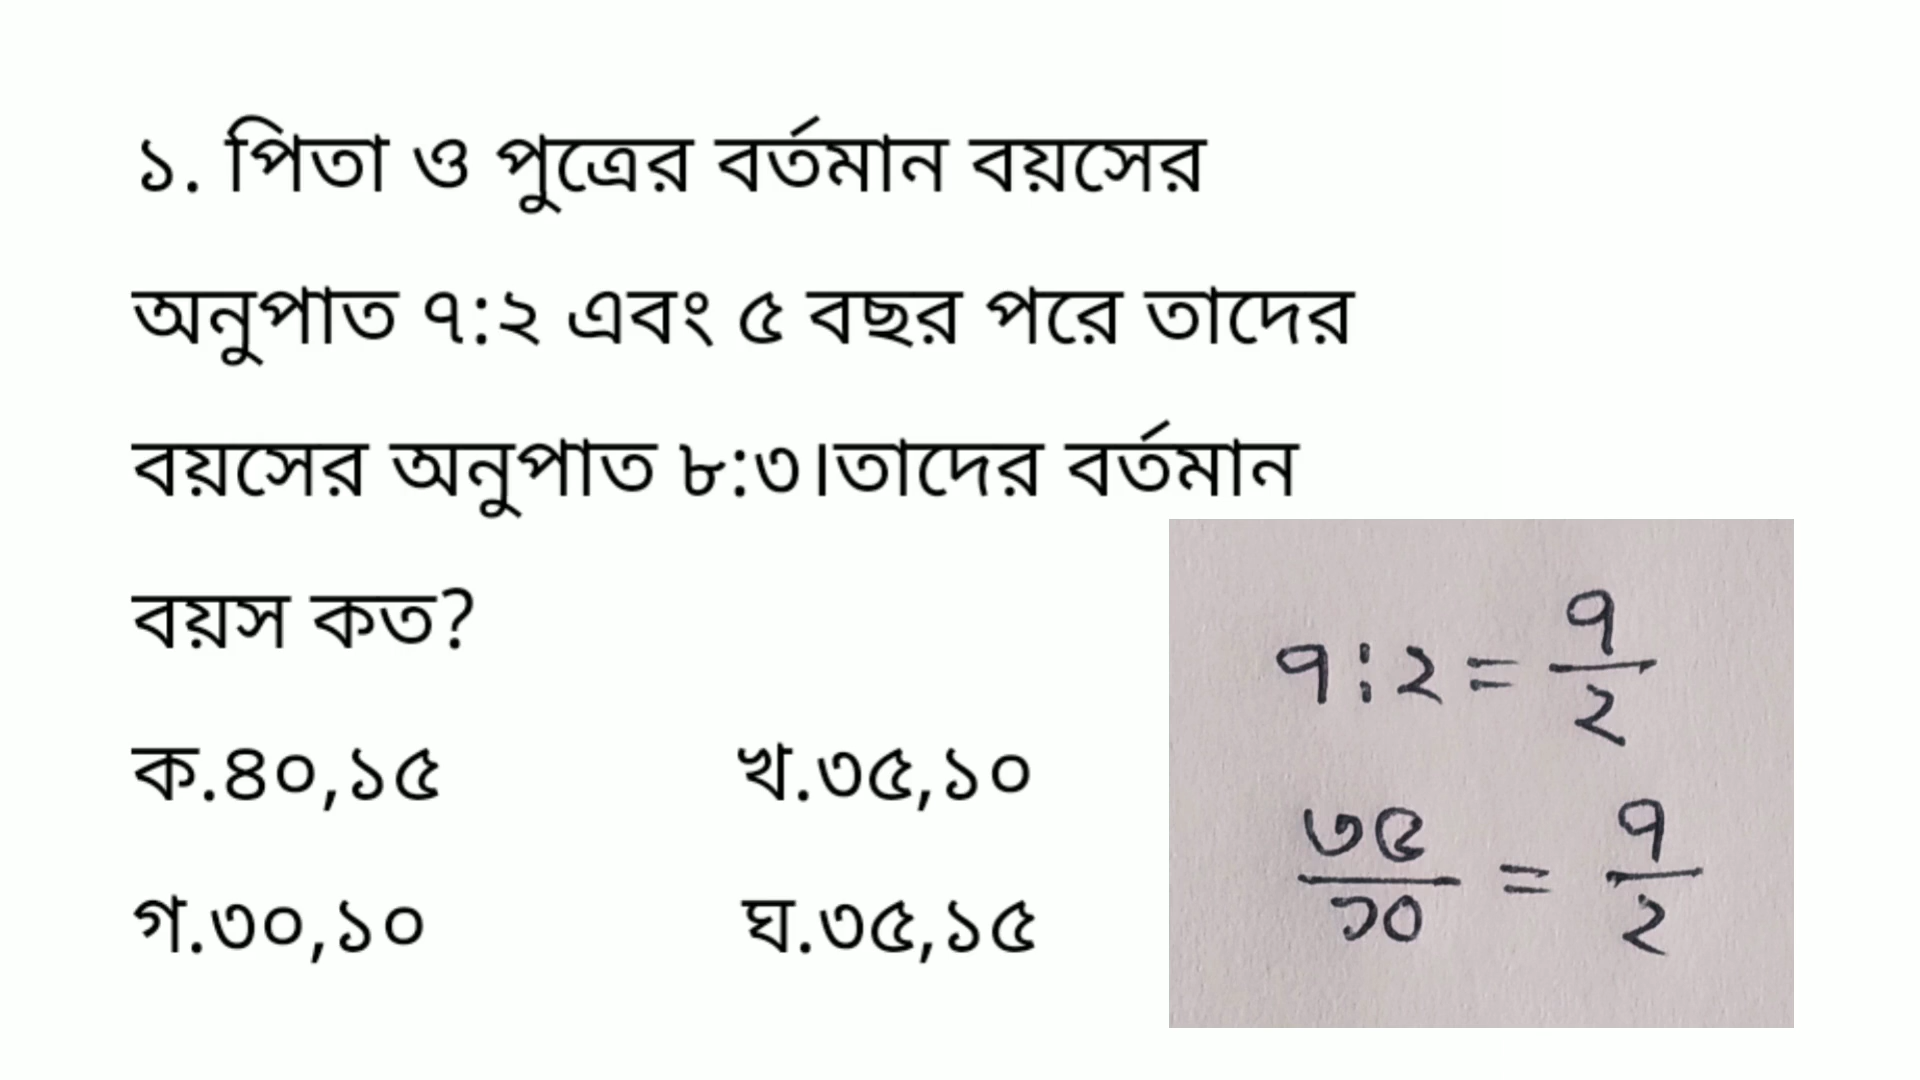 ১. পিতা ও পুত্রের বর্তমান বয়সের
অনুপাত ৭:২ এবং ৫ বছর পরে তাদের
বয়সের অনুপাত ৮:৩।তাদের বর্তমান
বয়স কত?
ক.৪০,১৫ খ.৩৫,১০
গ.৩০,১০ ঘ.৩৫,১৫
৭:২ = ৭/২
৩৫/১০ = ৭/২